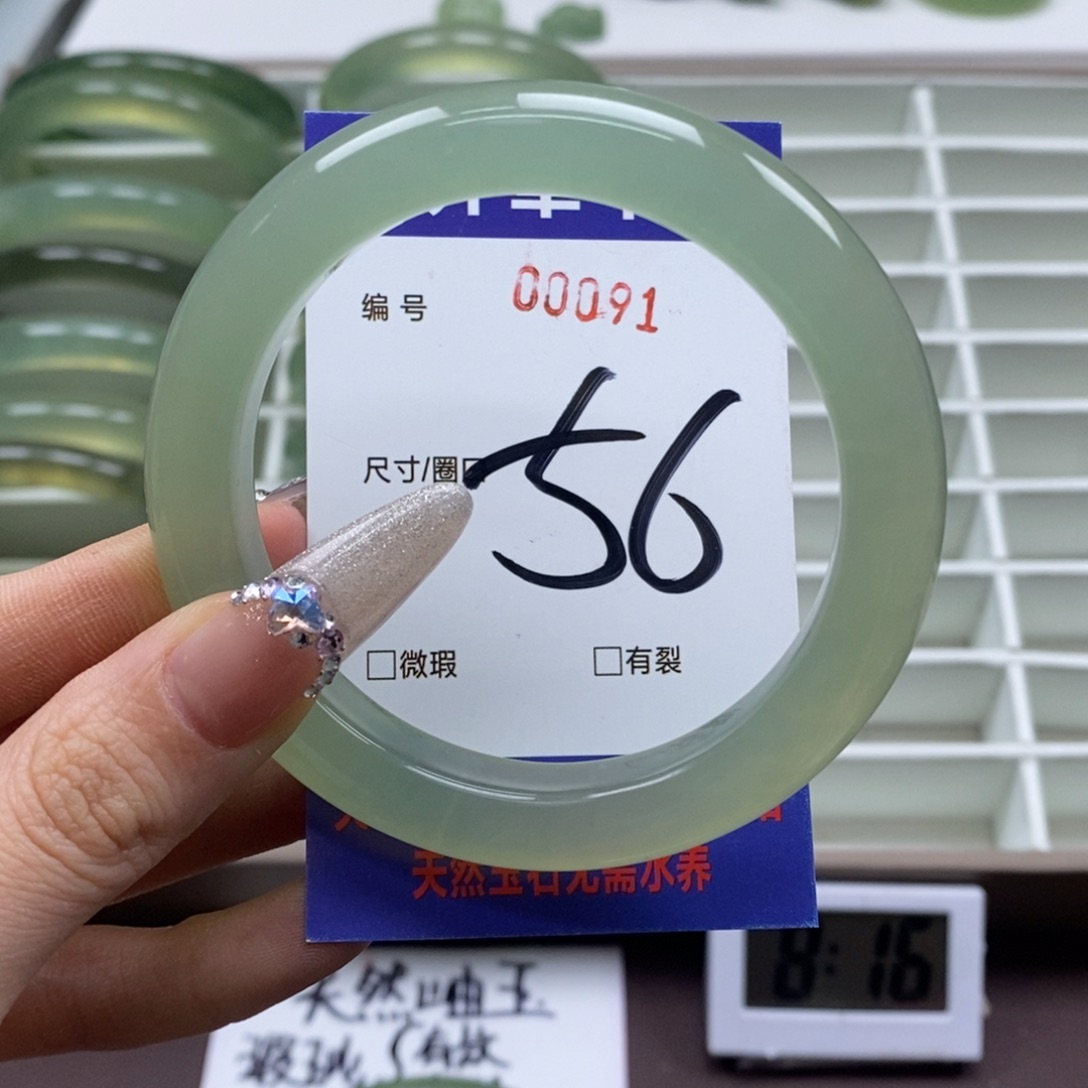 编号 00091
尺寸/圈口 56
□微瑕 □有裂
天然玉石无需水养
8:16
天然岫玉